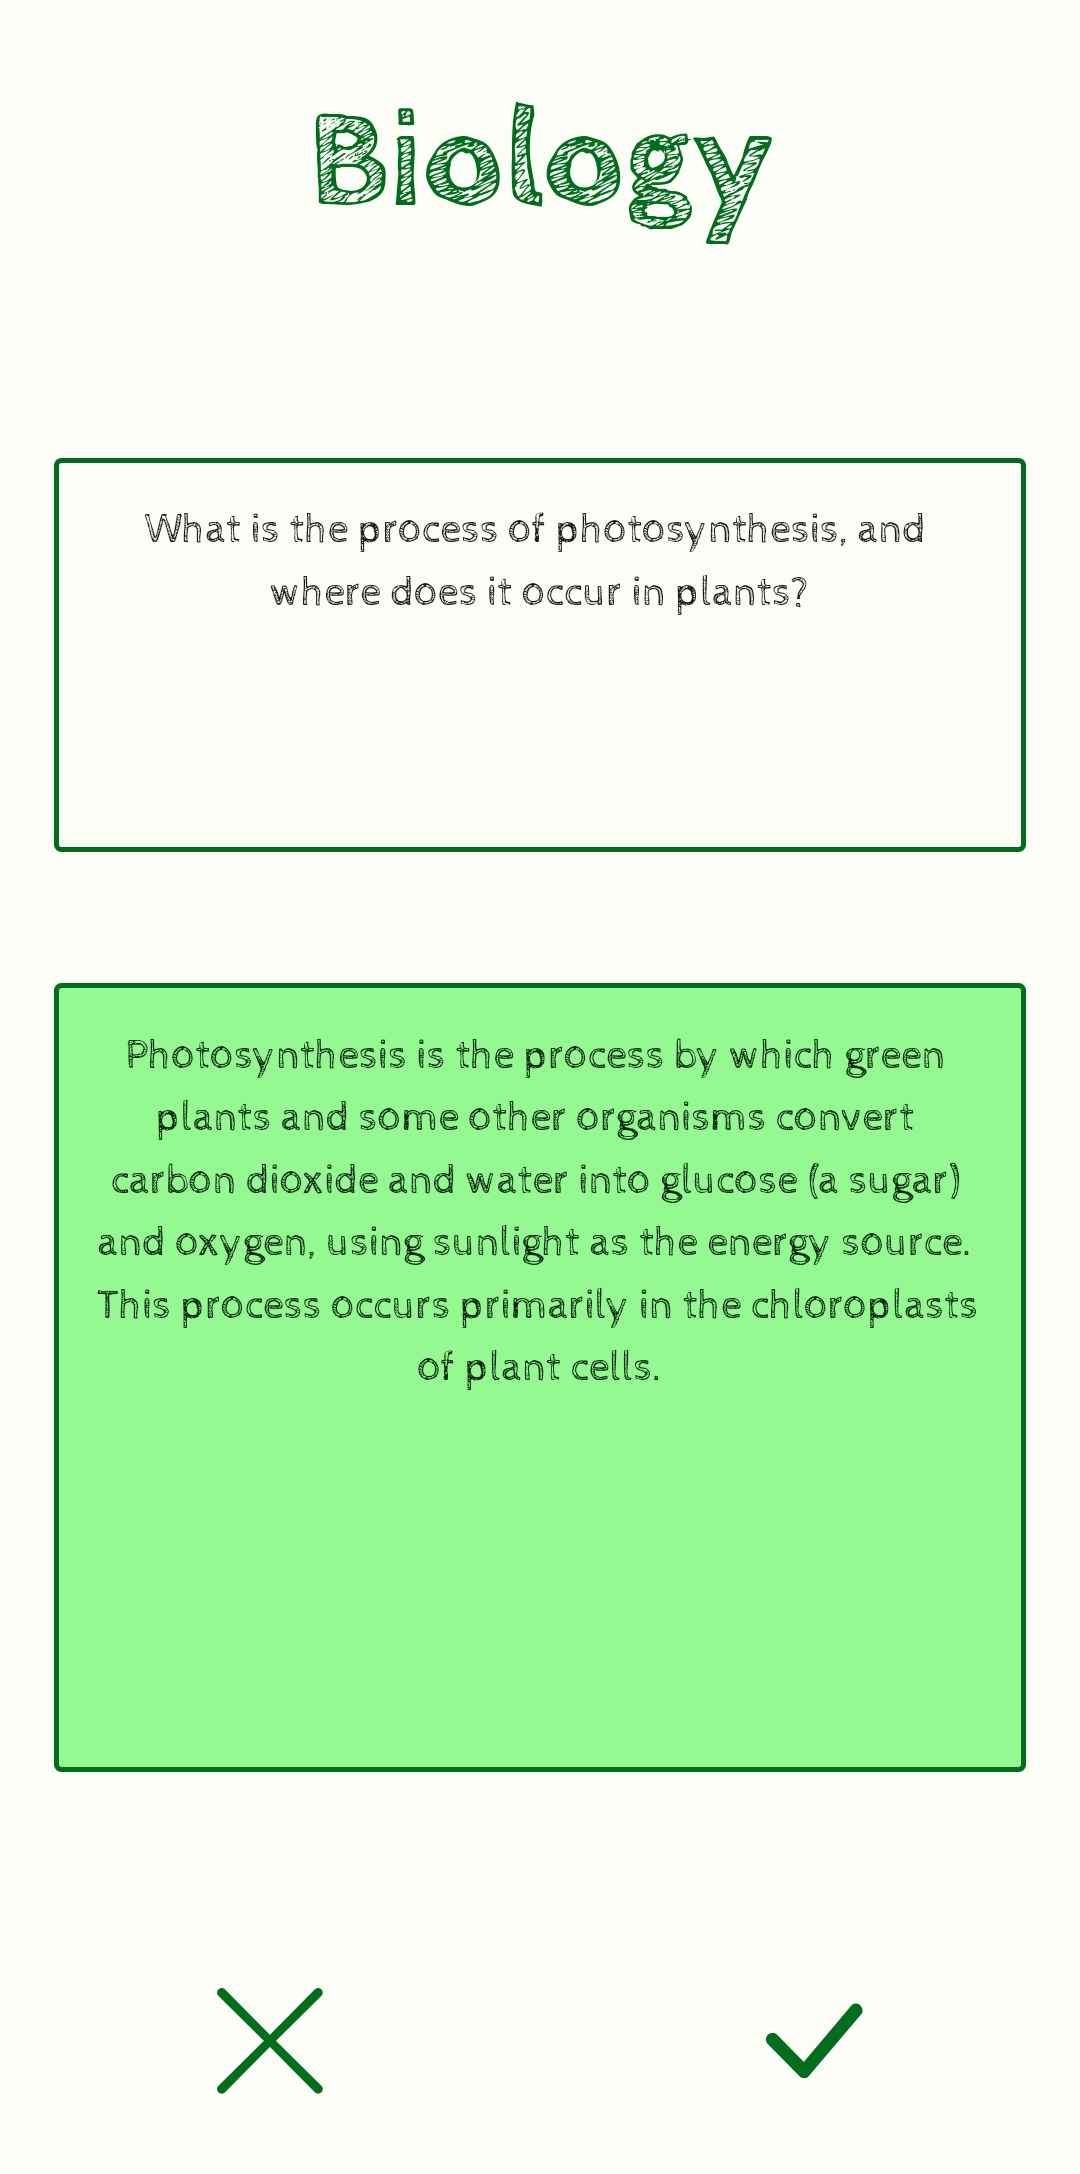 Biology
What is the process of photosynthesis, and
where does it occur in plants?
Photosynthesis is the process by which green
plants and some other organisms convert
carbon dioxide and water into glucose (a sugar)
and oxygen, using sunlight as the energy source.
This process occurs primarily in the chloroplasts
of plant cells.